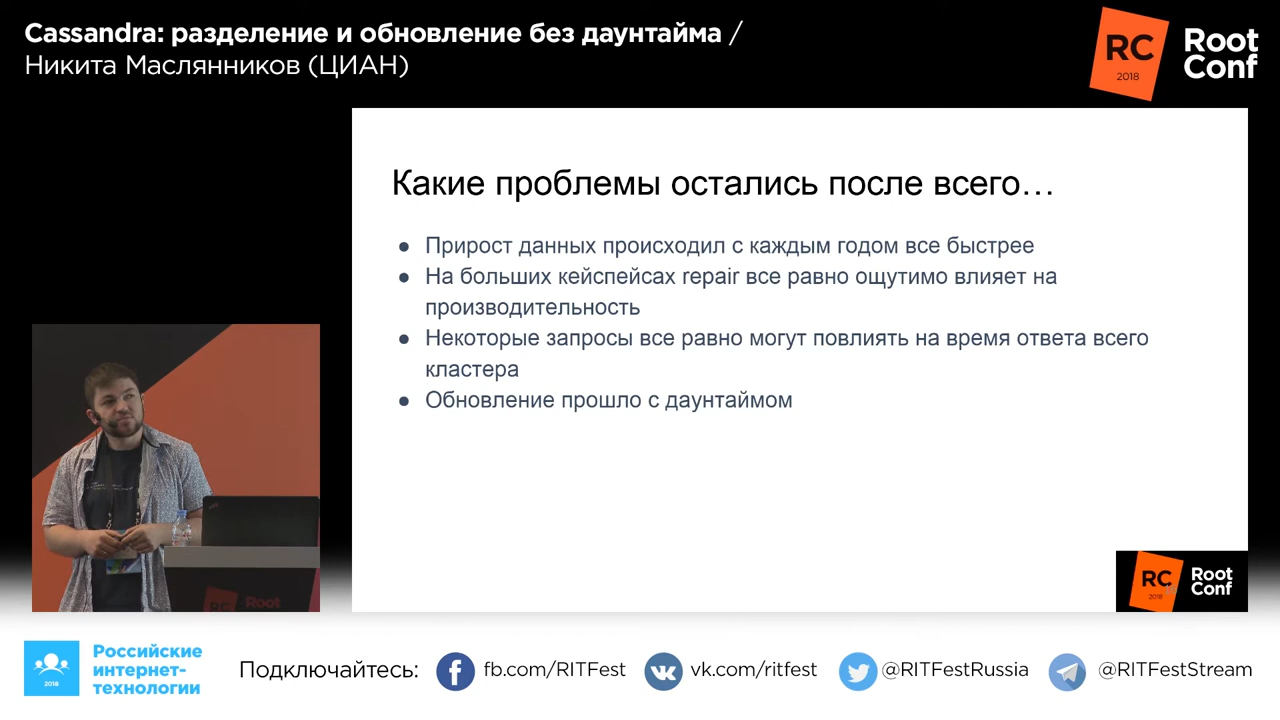 Cassandra: разделение и обновление без даунтайма /
Никита Маслянников (ЦИАН)
RC
2018
Root
Conf
Какие проблемы остались после всего…
● Прирост данных происходил с каждым годом все быстрее
● На больших кейспейсах repair все равно ощутимо влияет на
производительность
● Некоторые запросы все равно могут повлиять на время ответа всего
кластера
● Обновление прошло с даунтаймом
RC
2018
Root
Conf
RC
Root
2018
Российские
интернет-
технологии
Подключайтесь:
fb.com/RITFest
vk.com/ritfest
@RITFestRussia
@RITFestStream